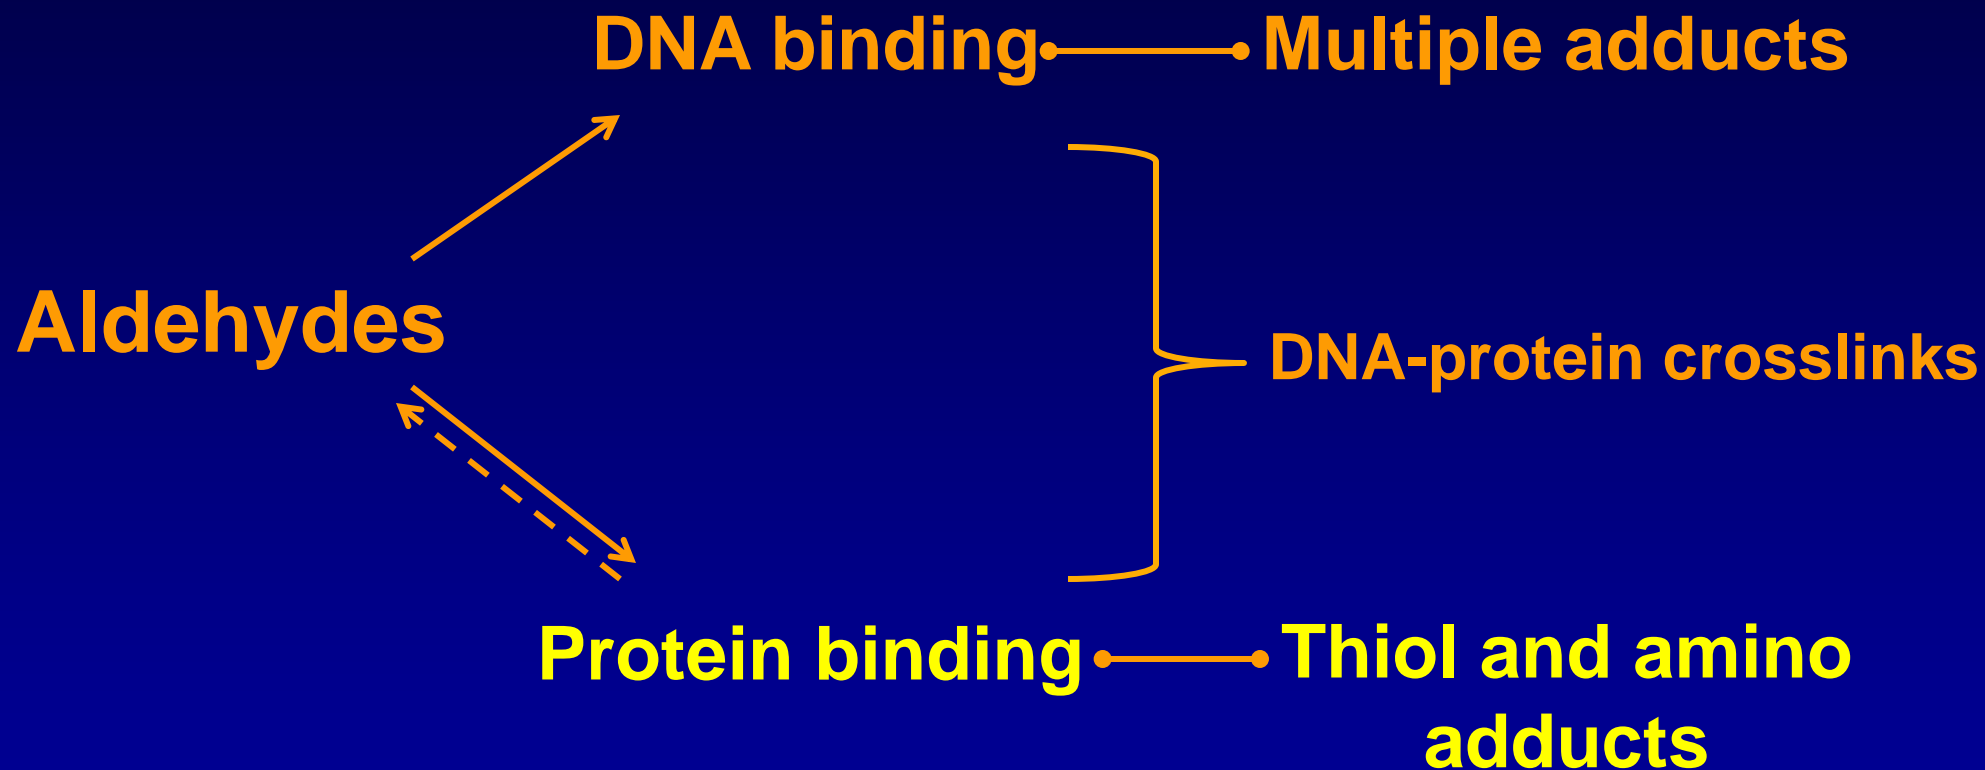 DNA binding Multiple adducts
Aldehydes
DNA-protein crosslinks
Protein binding Thiol and amino
adducts